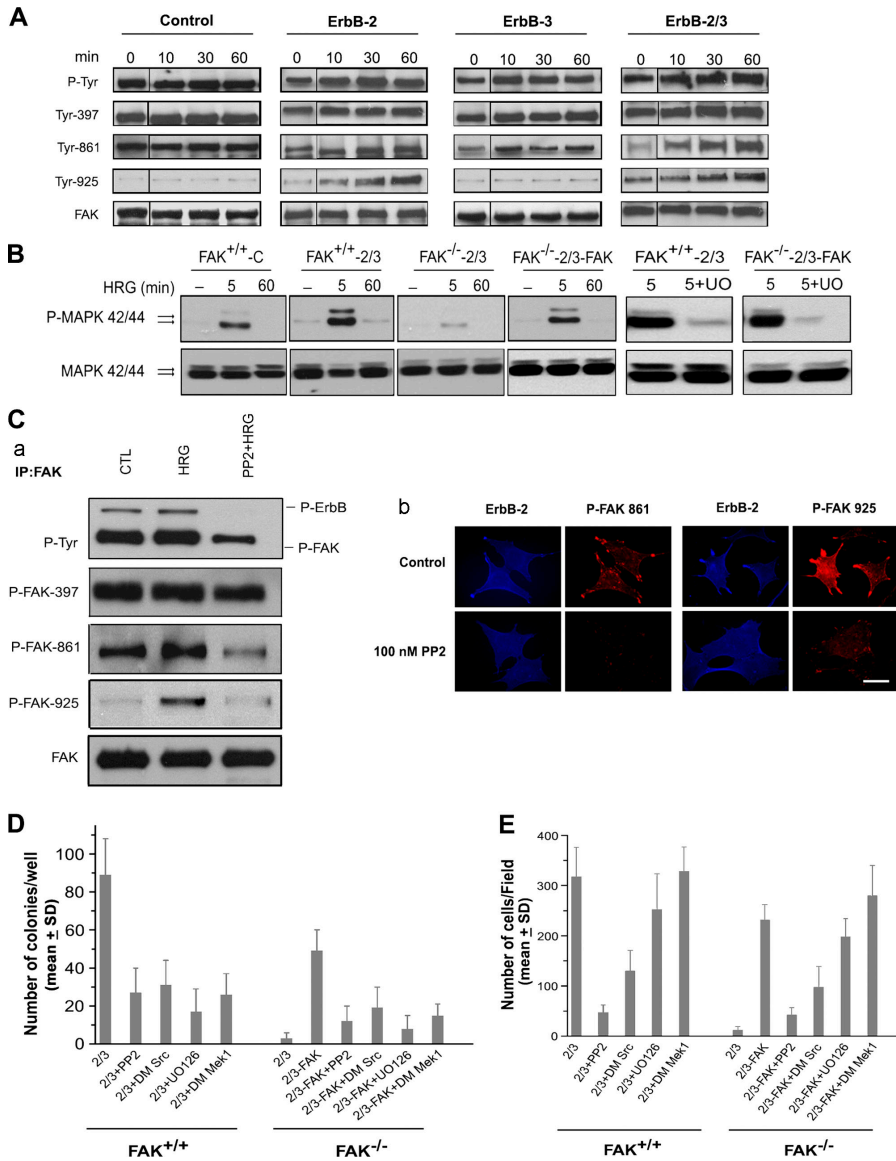 A
Control ErbB-2 ErbB-3 ErbB-2/3
min 0 10 30 60 0 10 30 60 0 10 30 60 0 10 30 60
P-Tyr
Tyr-397
Tyr-861
Tyr-925
FAK
B
FAK+/+-C FAK+/+-2/3 FAK-/--2/3 FAK-/--2/3-FAK FAK+/+-2/3 FAK-/--2/3-FAK
HRG (min) – 5 60 – 5 60 – 5 60 – 5 60 5 5+UO 5 5+UO
P-MAPK 42/44
MAPK 42/44
C
a
IP:FAK CTL HRG PP2+HRG
P-ErbB
P-Tyr
P-FAK
P-FAK-397
P-FAK-861
P-FAK-925
FAK
b
ErbB-2 P-FAK 861 ErbB-2 P-FAK 925
Control
100 nM PP2
D
Number of colonies/well
(mean ± SD)
100
80
60
40
20
0
2/3 2/3+PP2 2/3+DM Src 2/3+UO126 2/3+DM Mek1 2/3 2/3-FAK 2/3-FAK+PP2 2/3-FAK+DM Src 2/3-FAK+UO126 2/3-FAK+DM Mek1
FAK+/+ FAK-/-
E
Number of cells/Field
(mean ± SD)
400
300
200
100
0
2/3 2/3+PP2 2/3+DM Src 2/3+UO126 2/3+DM Mek1 2/3 2/3-FAK 2/3-FAK+PP2 2/3-FAK+DM Src 2/3-FAK+UO126 2/3-FAK+DM Mek1
FAK+/+ FAK-/-